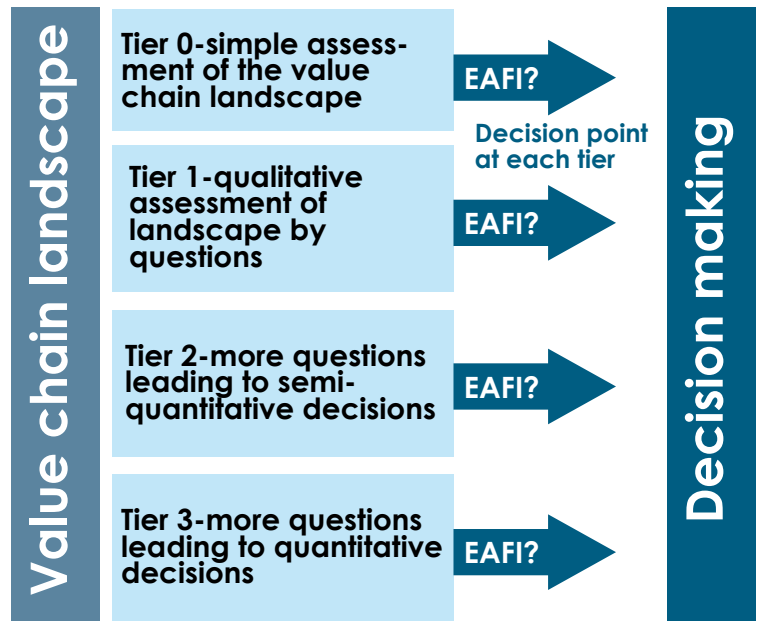 Value chain landscape
Tier 0-simple assess-
ment of the value
chain landscape
EAFI?
Decision point
at each tier
Tier 1-qualitative
assessment of
landscape by
questions
EAFI?
Tier 2-more questions
leading to semi-
quantitative decisions
EAFI?
Tier 3-more questions
leading to quantitative
decisions
EAFI?
Decision making